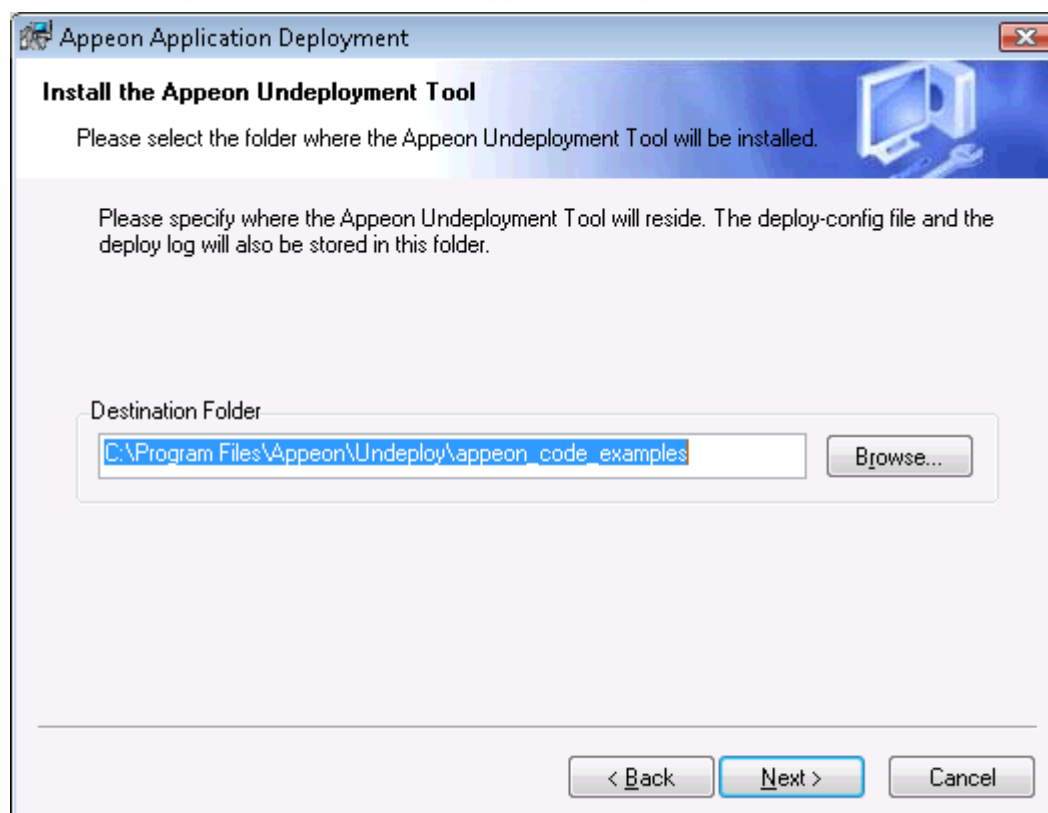 Appeon Application Deployment
Install the Appeon Undeployment Tool
Please select the folder where the Appeon Undeployment Tool will be installed.
Please specify where the Appeon Undeployment Tool will reside. The deploy-config file and the
deploy log will also be stored in this folder.
Destination Folder
C:\Program Files\Appeon\Undeploy\appeon_code_examples
Browse...
< Back
Next >
Cancel